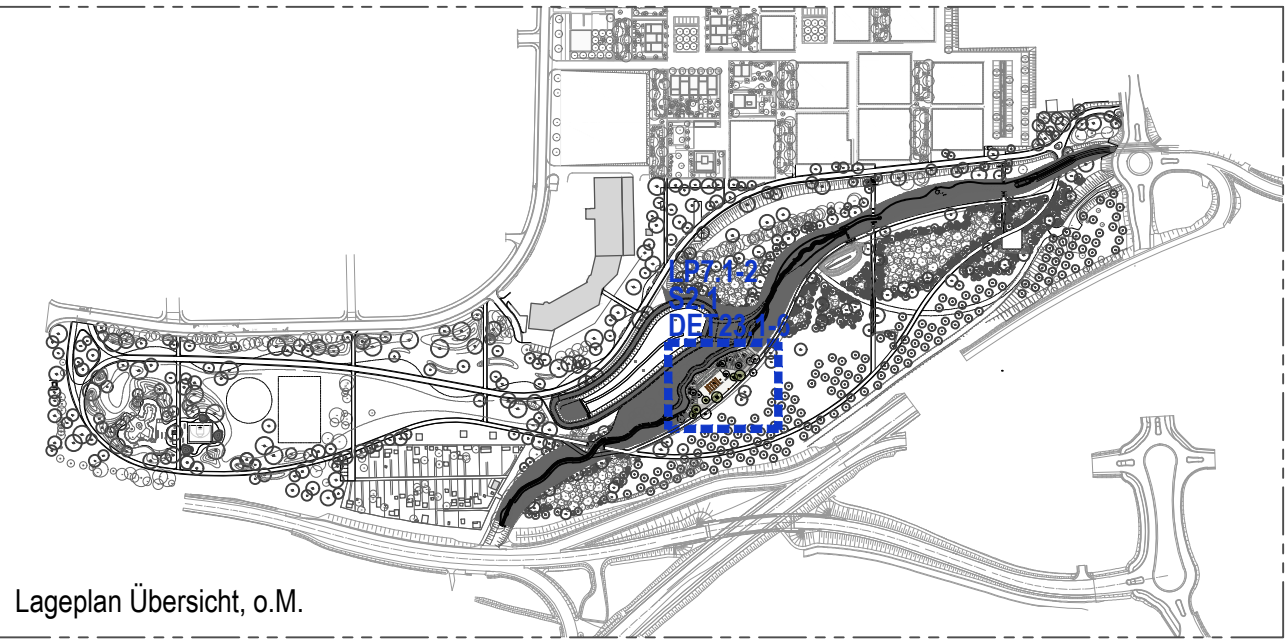 LP7.1-2
S2.1
DET23.1-6
Lageplan Übersicht, o.M.